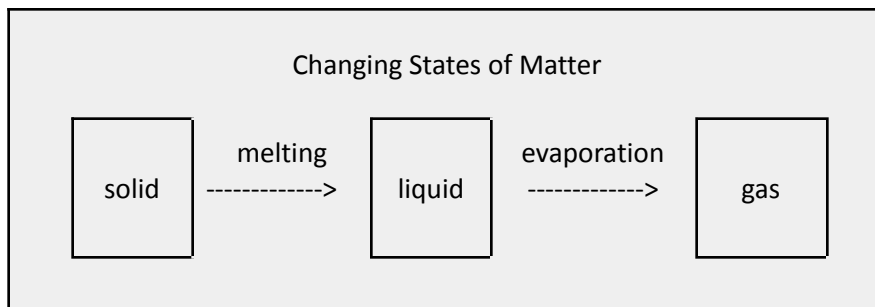 Changing States of Matter
melting
evaporation
solid
------------->
liquid
------------->
gas